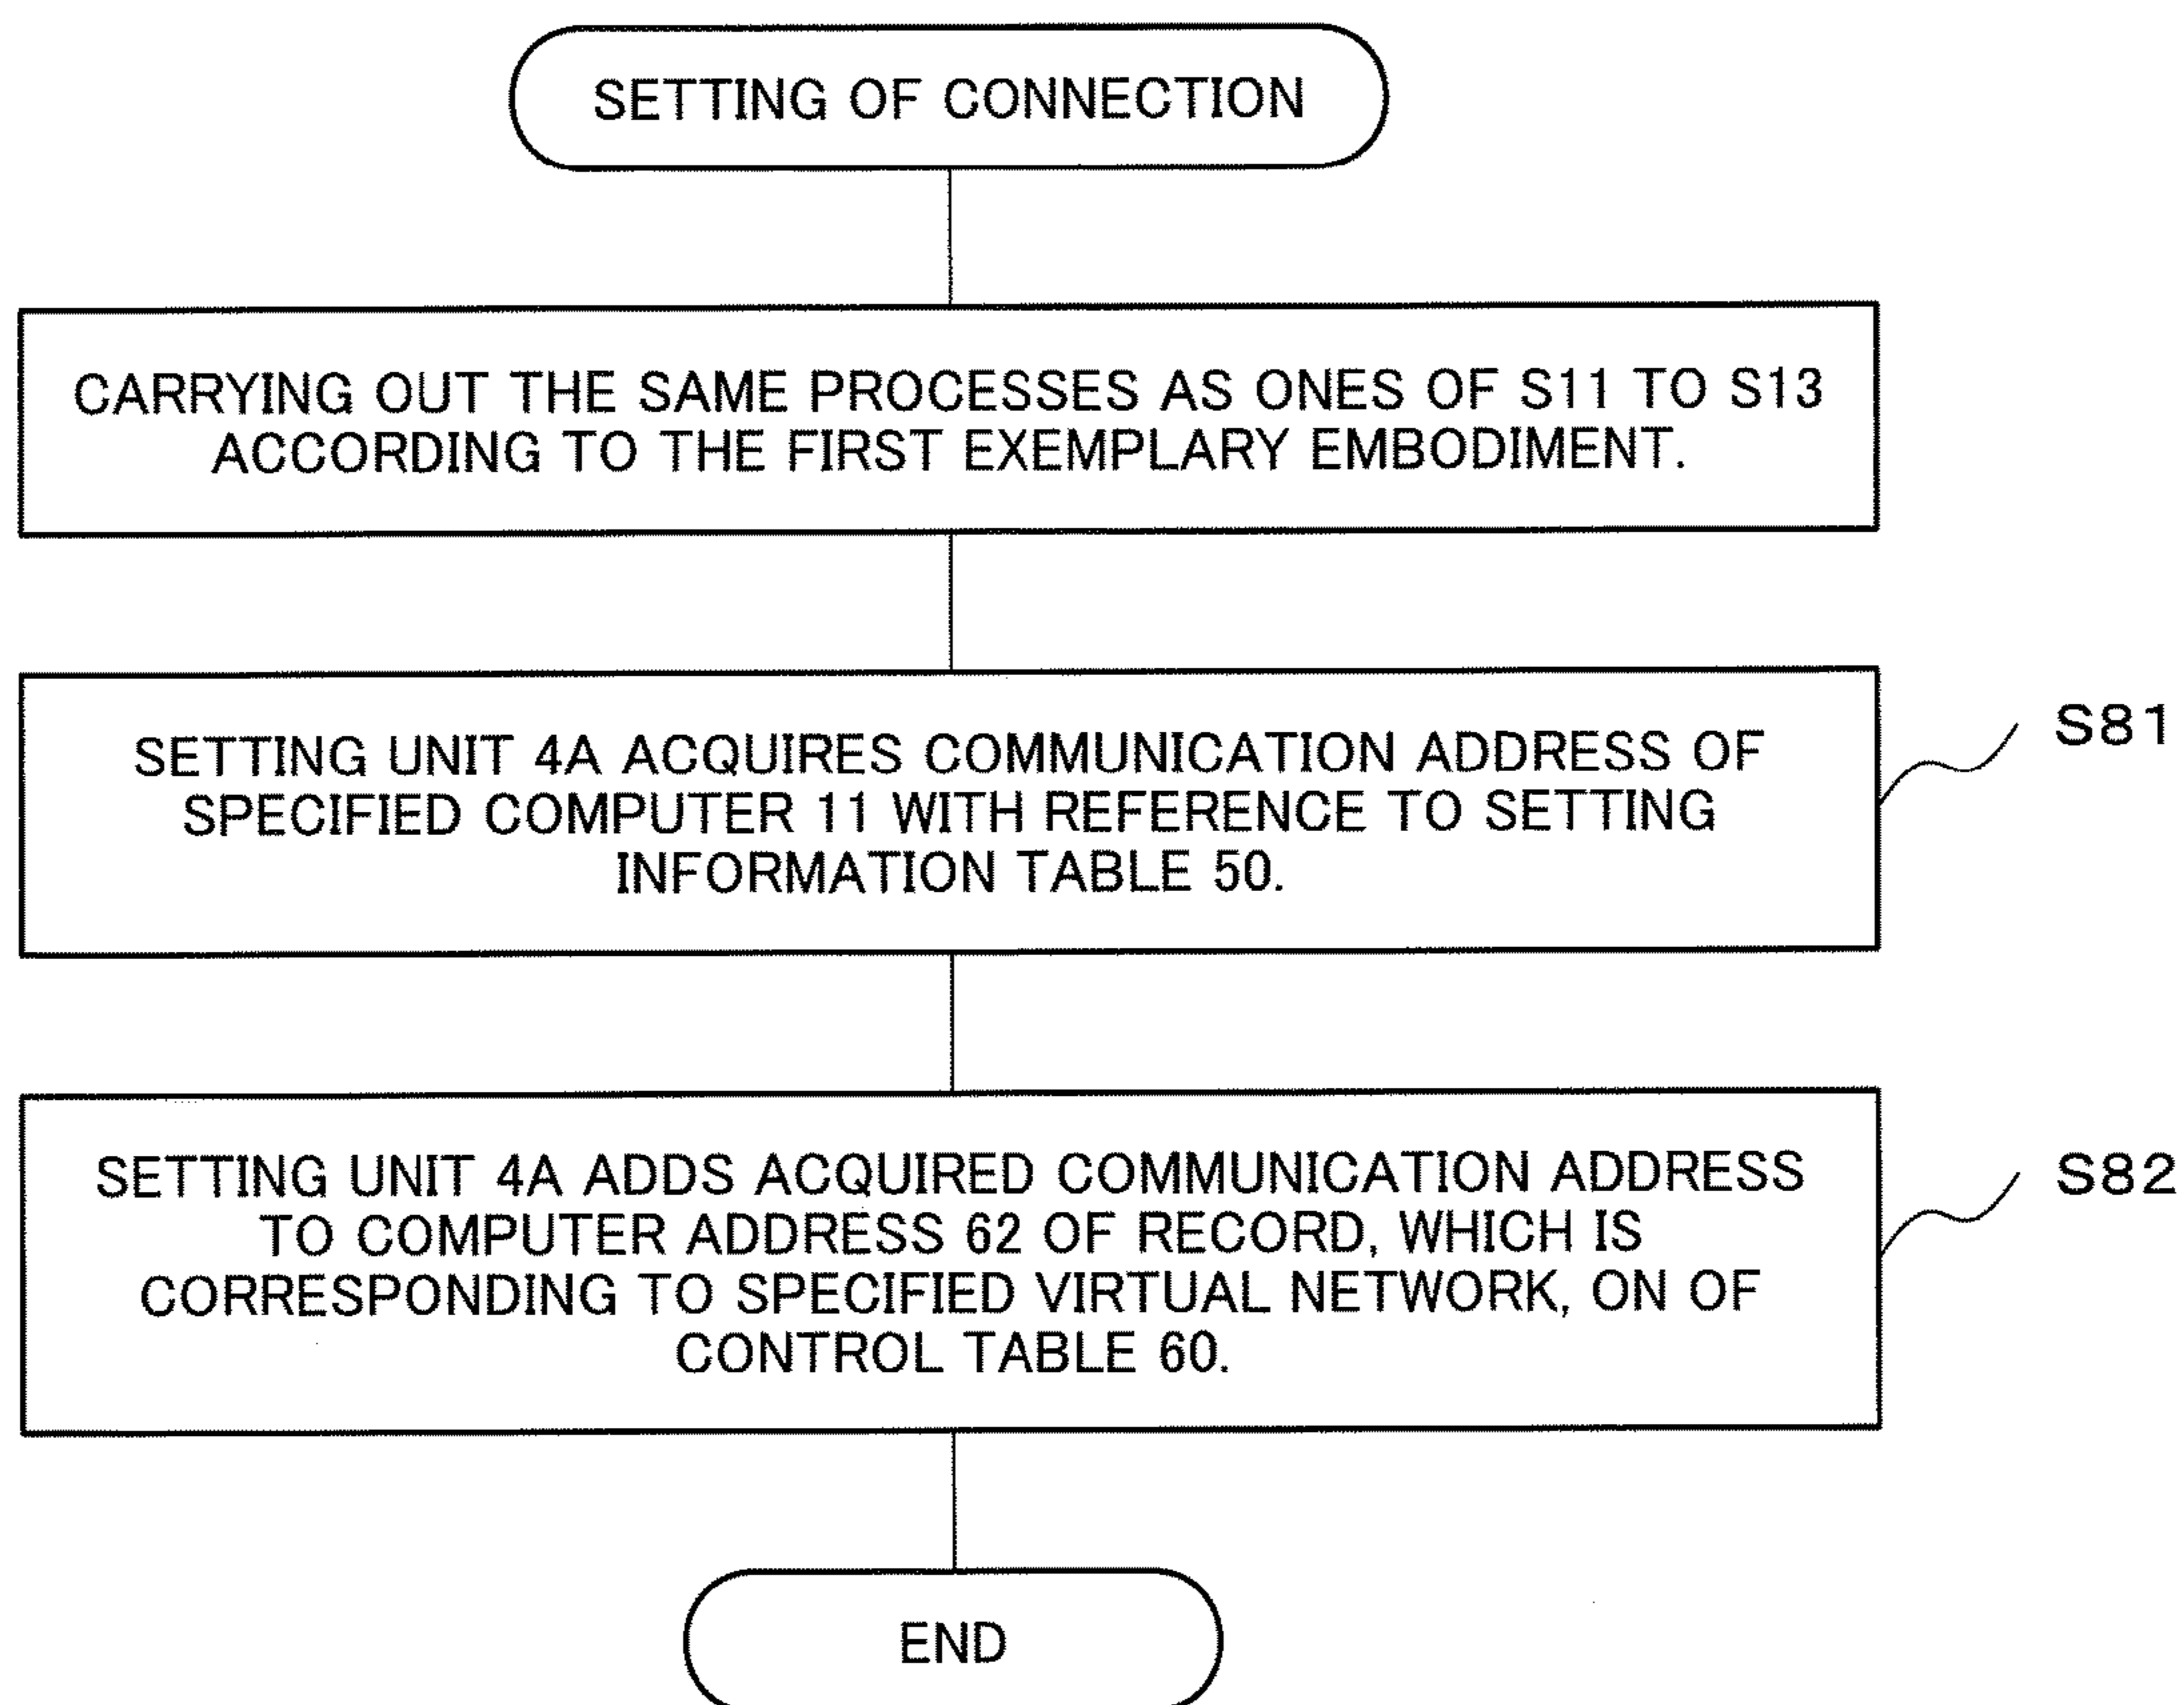 SETTING OF CONNECTION
CARRYING OUT THE SAME PROCESSES AS ONES OF S11 TO S13
ACCORDING TO THE FIRST EXEMPLARY EMBODIMENT.
SETTING UNIT 4A ACQUIRES COMMUNICATION ADDRESS OF
SPECIFIED COMPUTER 11 WITH REFERENCE TO SETTING
INFORMATION TABLE 50.
S81
SETTING UNIT 4A ADDS ACQUIRED COMMUNICATION ADDRESS
TO COMPUTER ADDRESS 62 OF RECORD, WHICH IS
CORRESPONDING TO SPECIFIED VIRTUAL NETWORK, ON OF
CONTROL TABLE 60.
S82
END